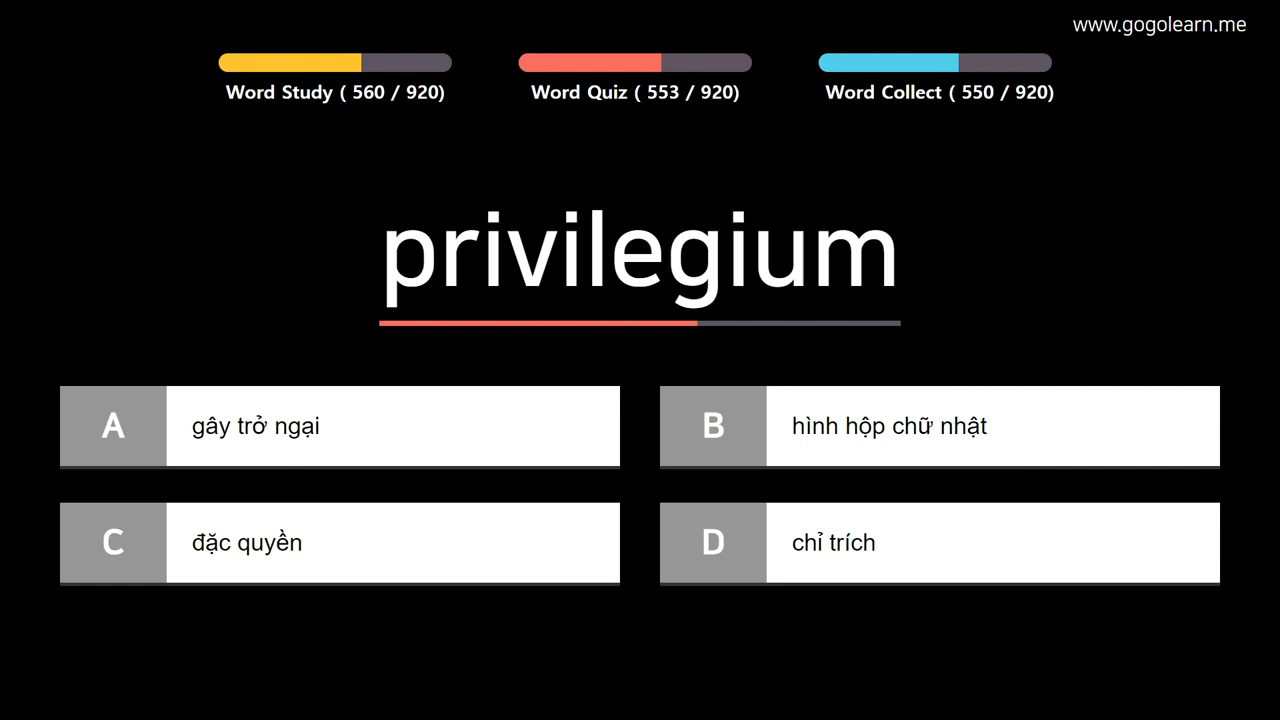 www.gogolearn.me
Word Study ( 560 / 920)
Word Quiz ( 553 / 920)
Word Collect ( 550 / 920)
privilegium
A gây trở ngại
B hình hộp chữ nhật
C đặc quyền
D chỉ trích